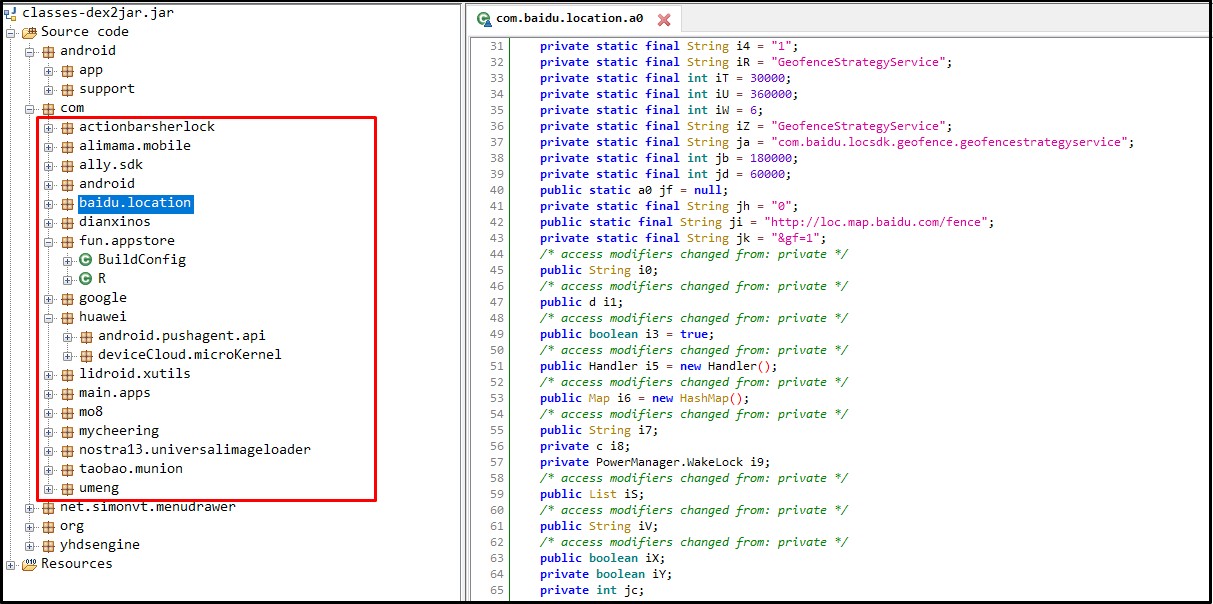 classes-dex2jar.jar
Source code
android
app
support
com
actionbarsherlock
alimama.mobile
ally.sdk
android
baidu.location
dianxinos
fun.appstore
BuildConfig
R
google
huawei
android.pushagent.api
deviceCloud.microKernel
lidroid.xutils
main.apps
mo8
mycheering
nostra13.universalimageloader
taobao.munion
umeng
net.simonvt.menudrawer
org
yhdsengine
Resources
com.baidu.location.a0
31 private static final String i4 = "1";
32 private static final String iR = "GeofenceStrategyService";
33 private static final int iT = 30000;
34 private static final int iU = 360000;
35 private static final int iW = 6;
36 private static final String iZ = "GeofenceStrategyService";
37 private static final String ja = "com.baidu.locsdk.geofence.geofencestrategyservice";
38 private static final int jb = 180000;
39 private static final int jd = 60000;
40 public static a0 jf = null;
41 private static final String jh = "0";
42 public static final String ji = "http://loc.map.baidu.com/fence";
43 private static final String jk = "&gf=1";
44 /* access modifiers changed from: private */
45 public String i0;
46 /* access modifiers changed from: private */
47 public d i1;
48 /* access modifiers changed from: private */
49 public boolean i3 = true;
50 /* access modifiers changed from: private */
51 public Handler i5 = new Handler();
52 /* access modifiers changed from: private */
53 public Map i6 = new HashMap();
54 /* access modifiers changed from: private */
55 public String i7;
56 private c i8;
57 private PowerManager.WakeLock i9;
58 /* access modifiers changed from: private */
59 public List iS;
60 /* access modifiers changed from: private */
61 public String iV;
62 /* access modifiers changed from: private */
63 public boolean iX;
64 private boolean iY;
65 private int jc;